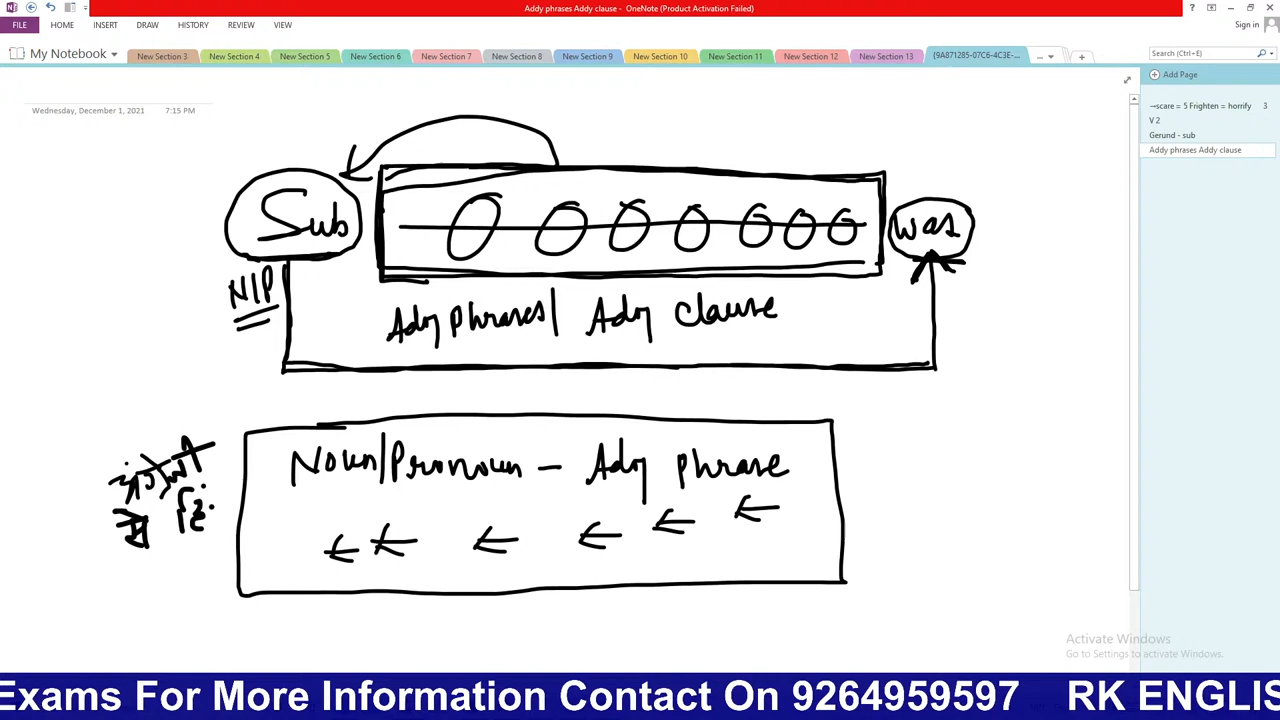 Addy phrases Addy clause - OneNote (Product Activation Failed)
FILE HOME INSERT DRAW HISTORY REVIEW VIEW Sign in
My Notebook New Section 3 New Section 4 New Section 5 New Section 6 New Section 7 New Section 8 New Section 9 New Section 10 New Section 11 New Section 12 New Section 13 {9A871285-07C6-4C3E-... Search (Ctrl+E)
Add Page
Wednesday, December 1, 2021 7:15 PM
→scare = 5 Frighten = horrify 3
V 2
Gerund - sub
Addy phrases Addy clause
Sub was
N/P
Adj phrases/ Adj clause
Noun/Pronoun - Adj phrase
Activate Windows
Go to Settings to activate Windows.
Exams For More Information Contact On 9264959597 RK ENGLIS